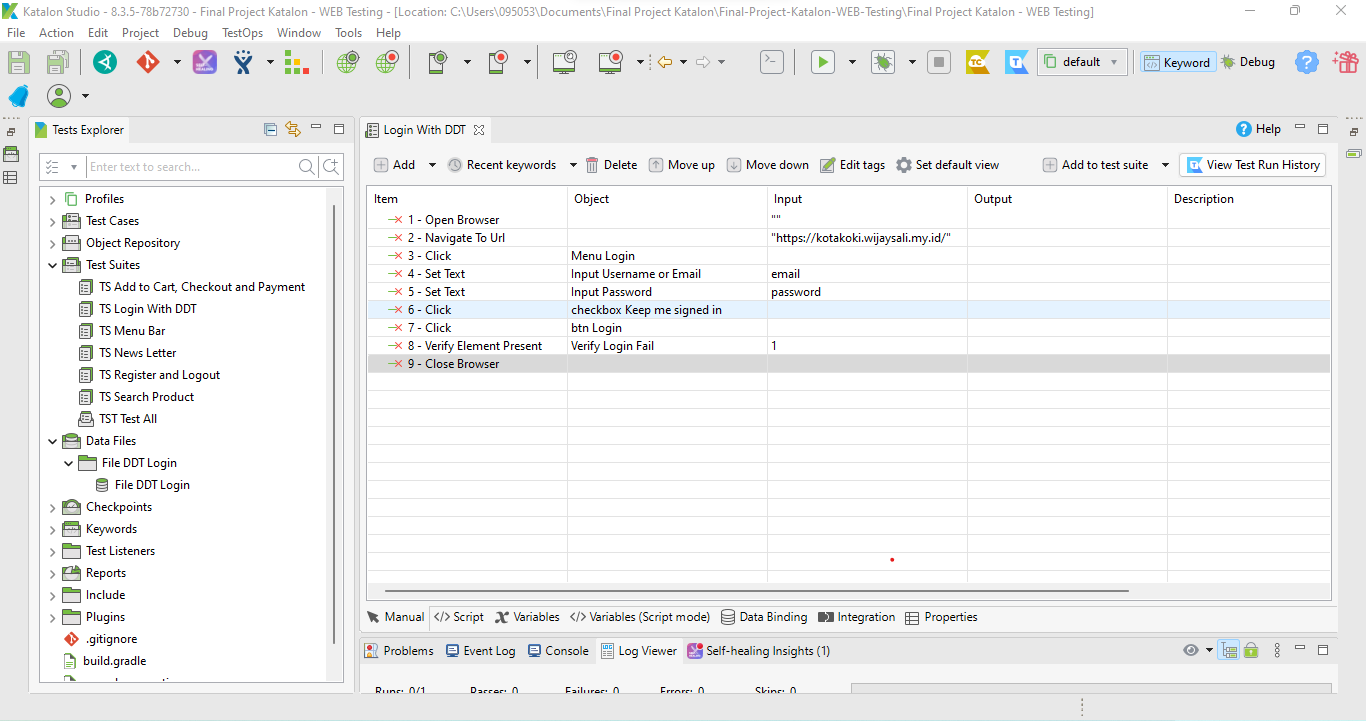 Katalon Studio - 8.3.5-78b72730 - Final Project Katalon - WEB Testing - [Location: C:\Users\095053\Documents\Final Project Katalon\Final-Project-Katalon-WEB-Testing\Final Project Katalon - WEB Testing]
File Action Edit Project Debug TestOps Window Tools Help
default Keyword Debug
Tests Explorer
Enter text to search...
Profiles
Test Cases
Object Repository
Test Suites
TS Add to Cart, Checkout and Payment
TS Login With DDT
TS Menu Bar
TS News Letter
TS Register and Logout
TS Search Product
TST Test All
Data Files
File DDT Login
File DDT Login
Checkpoints
Keywords
Test Listeners
Reports
Include
Plugins
.gitignore
build.gradle
Login With DDT
Help
Add Recent keywords Delete Move up Move down Edit tags Set default view Add to test suite View Test Run History
Item Object Input Output Description
1 - Open Browser ""
2 - Navigate To Url "https://kotakoki.wijaysali.my.id/"
3 - Click Menu Login
4 - Set Text Input Username or Email email
5 - Set Text Input Password password
6 - Click checkbox Keep me signed in
7 - Click btn Login
8 - Verify Element Present Verify Login Fail 1
9 - Close Browser
Manual </> Script Variables </> Variables (Script mode) Data Binding Integration Properties
Problems Event Log Console Log Viewer Self-healing Insights (1)
Runs: 0/1 Passes: 0 Failures: 0 Errors: 0 Skips: 0